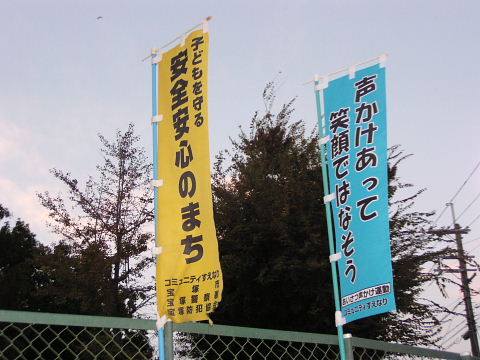 子どもを守る
安全安心のまち
コミュニティすえなり
宝塚市
宝塚警察署
宝塚防犯協会
声かけあって
笑顔ではなそう
あいさつ声かけ運動
コミュニティすえなり